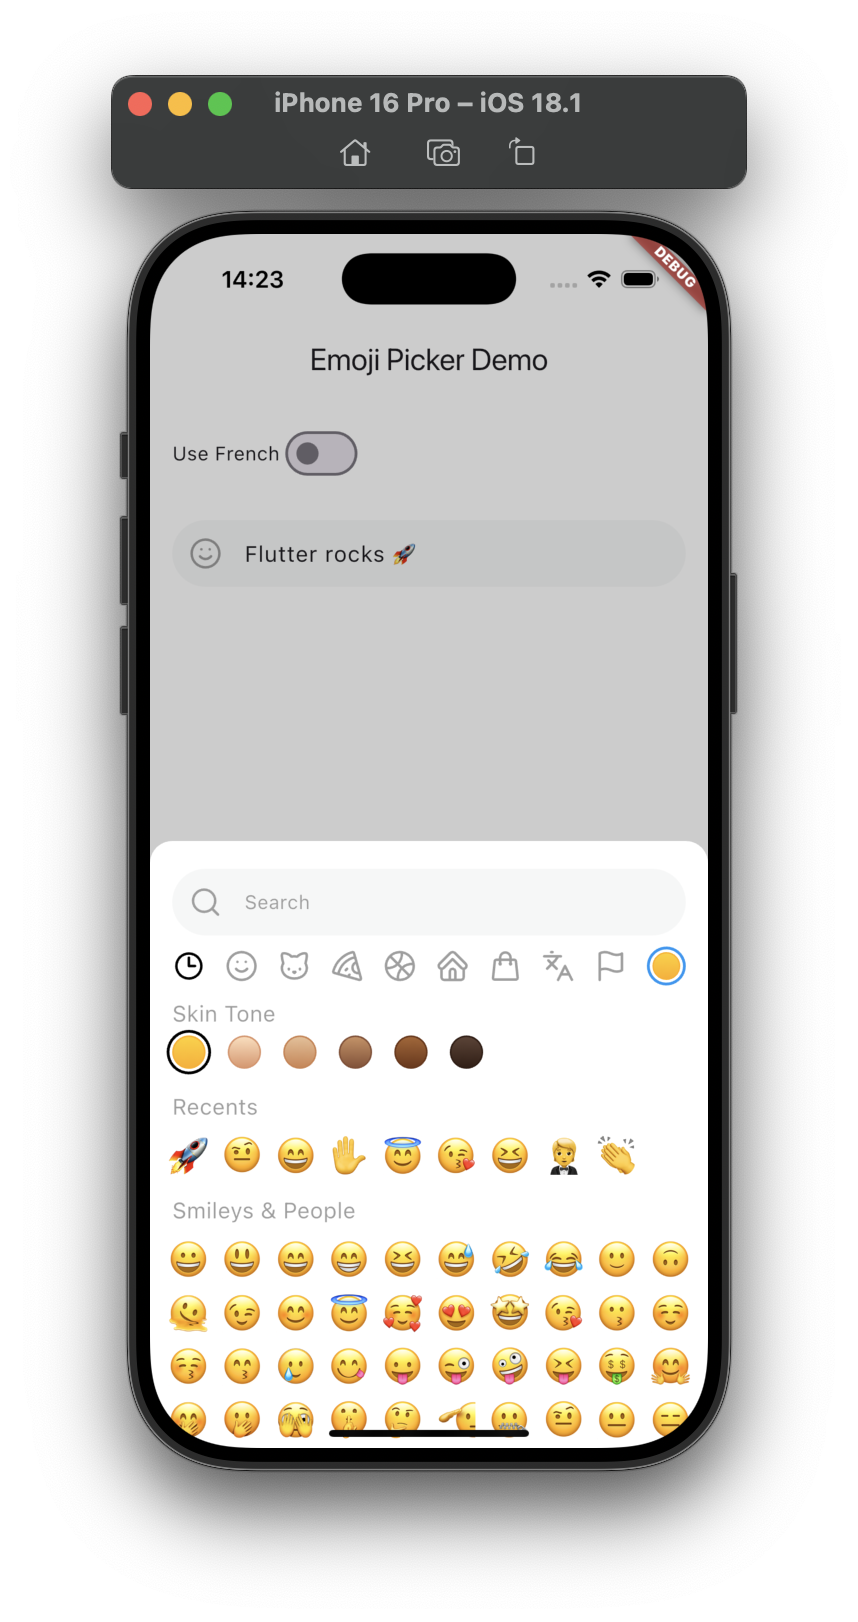 iPhone 16 Pro – iOS 18.1
14:23
DEBUG
Emoji Picker Demo
Use French
Flutter rocks 🚀
Search
Skin Tone
Recents
Smileys & People